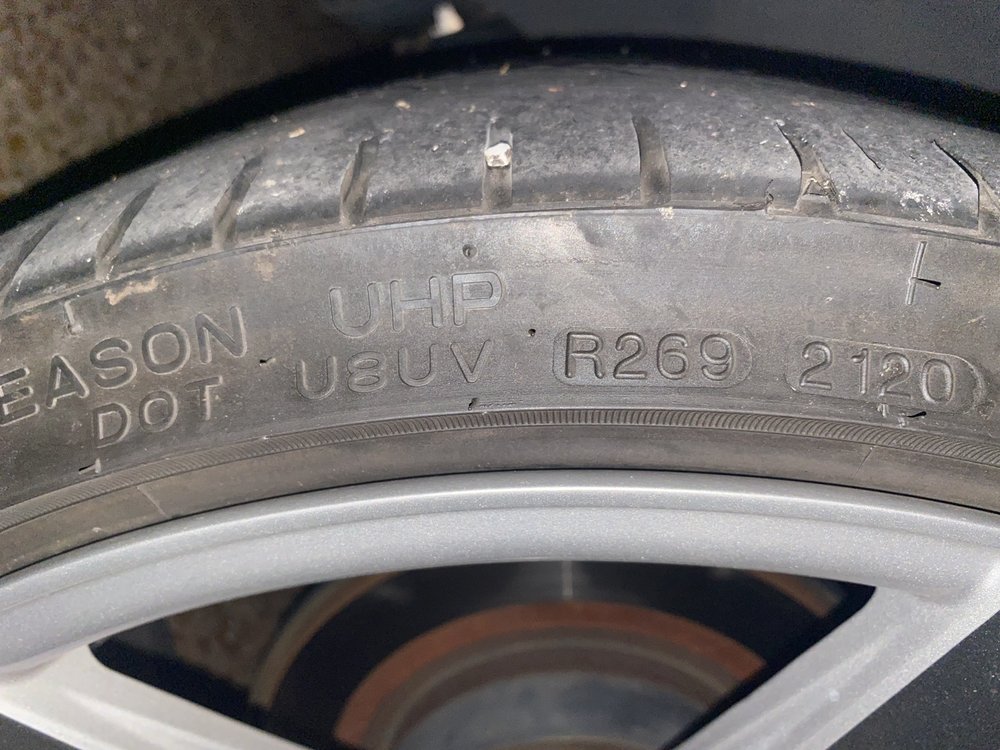 EASON UHP
DOT U8UV R269 2120